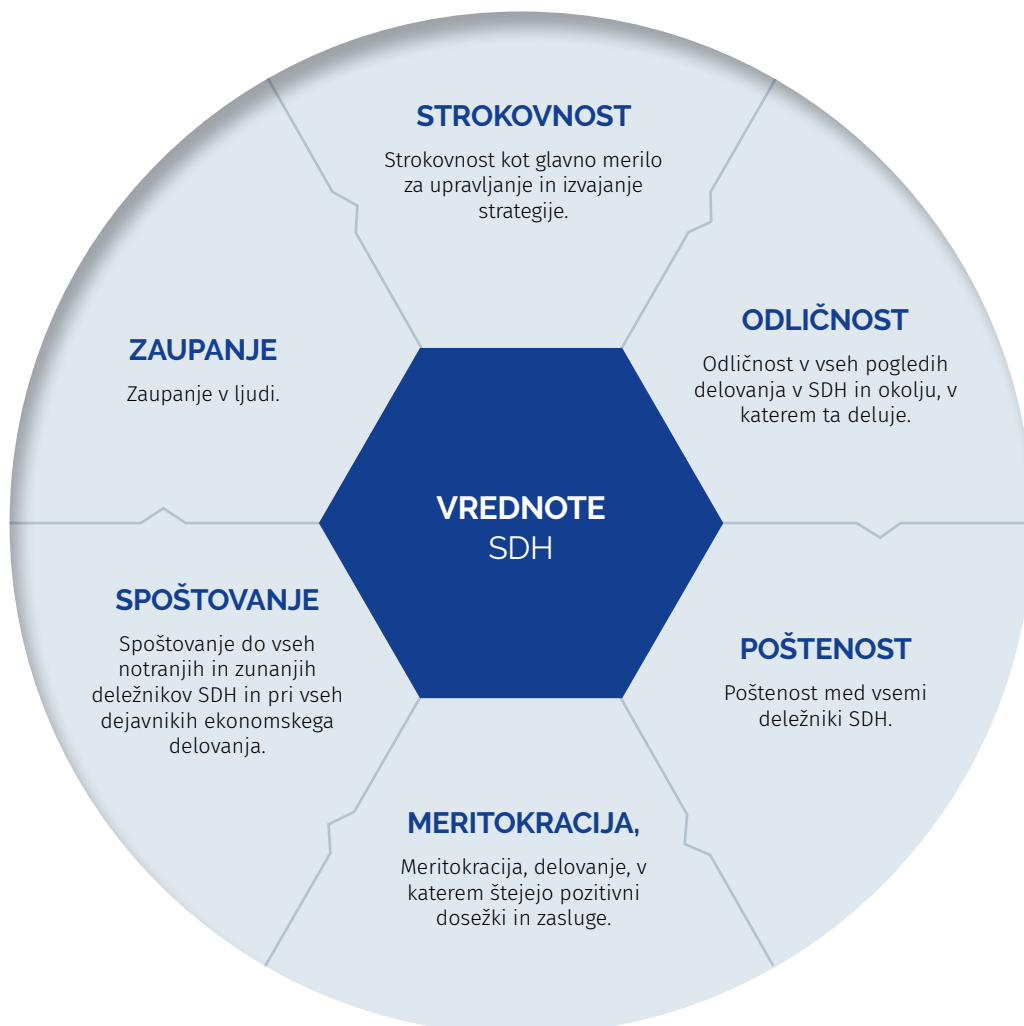 STROKOVNOST
Strokovnost kot glavno merilo
za upravljanje in izvajanje
strategije.
ODLIČNOST
Odličnost v vseh pogledih
delovanja v SDH in okolju, v
katerem ta deluje.
POŠTENOST
Poštenost med vsemi
deležniki SDH.
MERITOKRACIJA,
Meritokracija, delovanje, v
katerem štejejo pozitivni
dosežki in zasluge.
SPOŠTOVANJE
Spoštovanje do vseh
notranjih in zunanjih
deležnikov SDH in pri vseh
dejavnikih ekonomskega
delovanja.
ZAUPANJE
Zaupanje v ljudi.
VREDNOTE
SDH